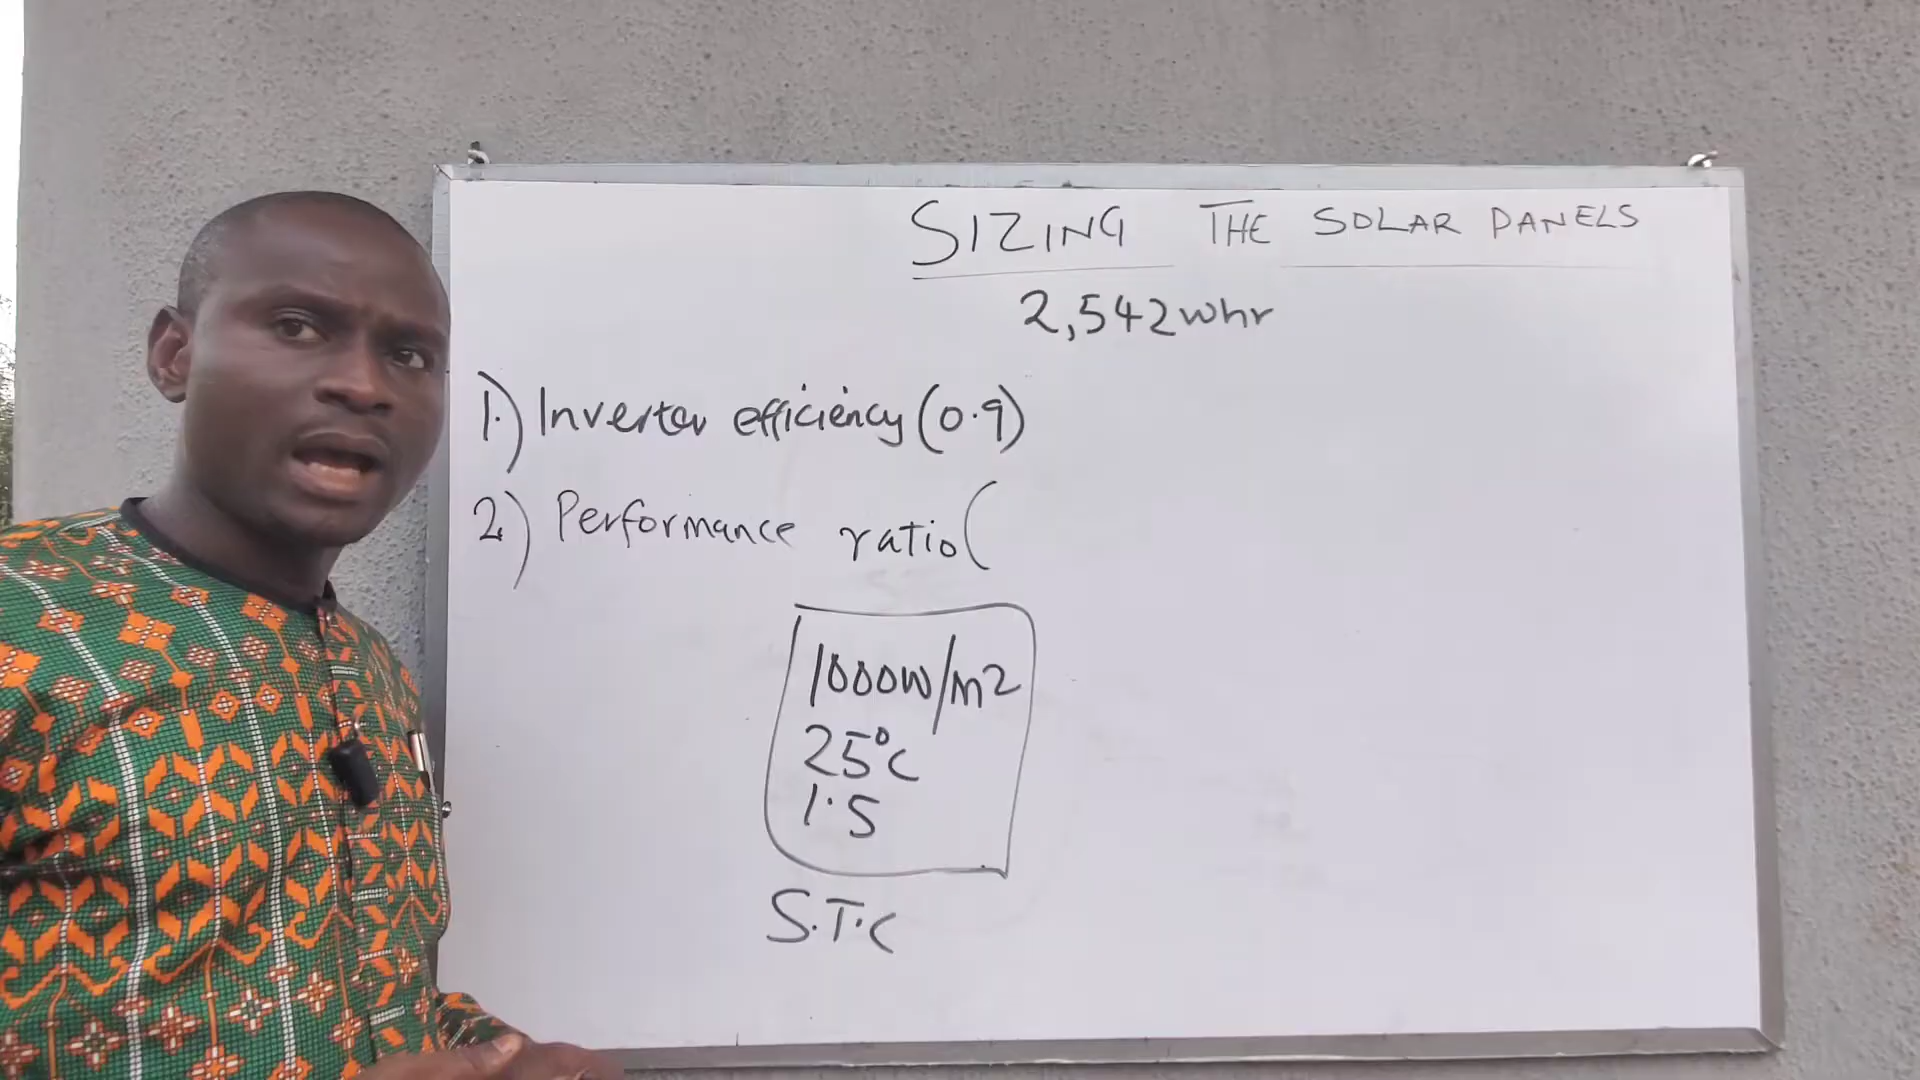 SIZING THE SOLAR PANELS
2,542whr
1.) Inverter efficiency (0.9)
2) Performance ratio (
1000w/m2
25°c
1.5
S.T.C